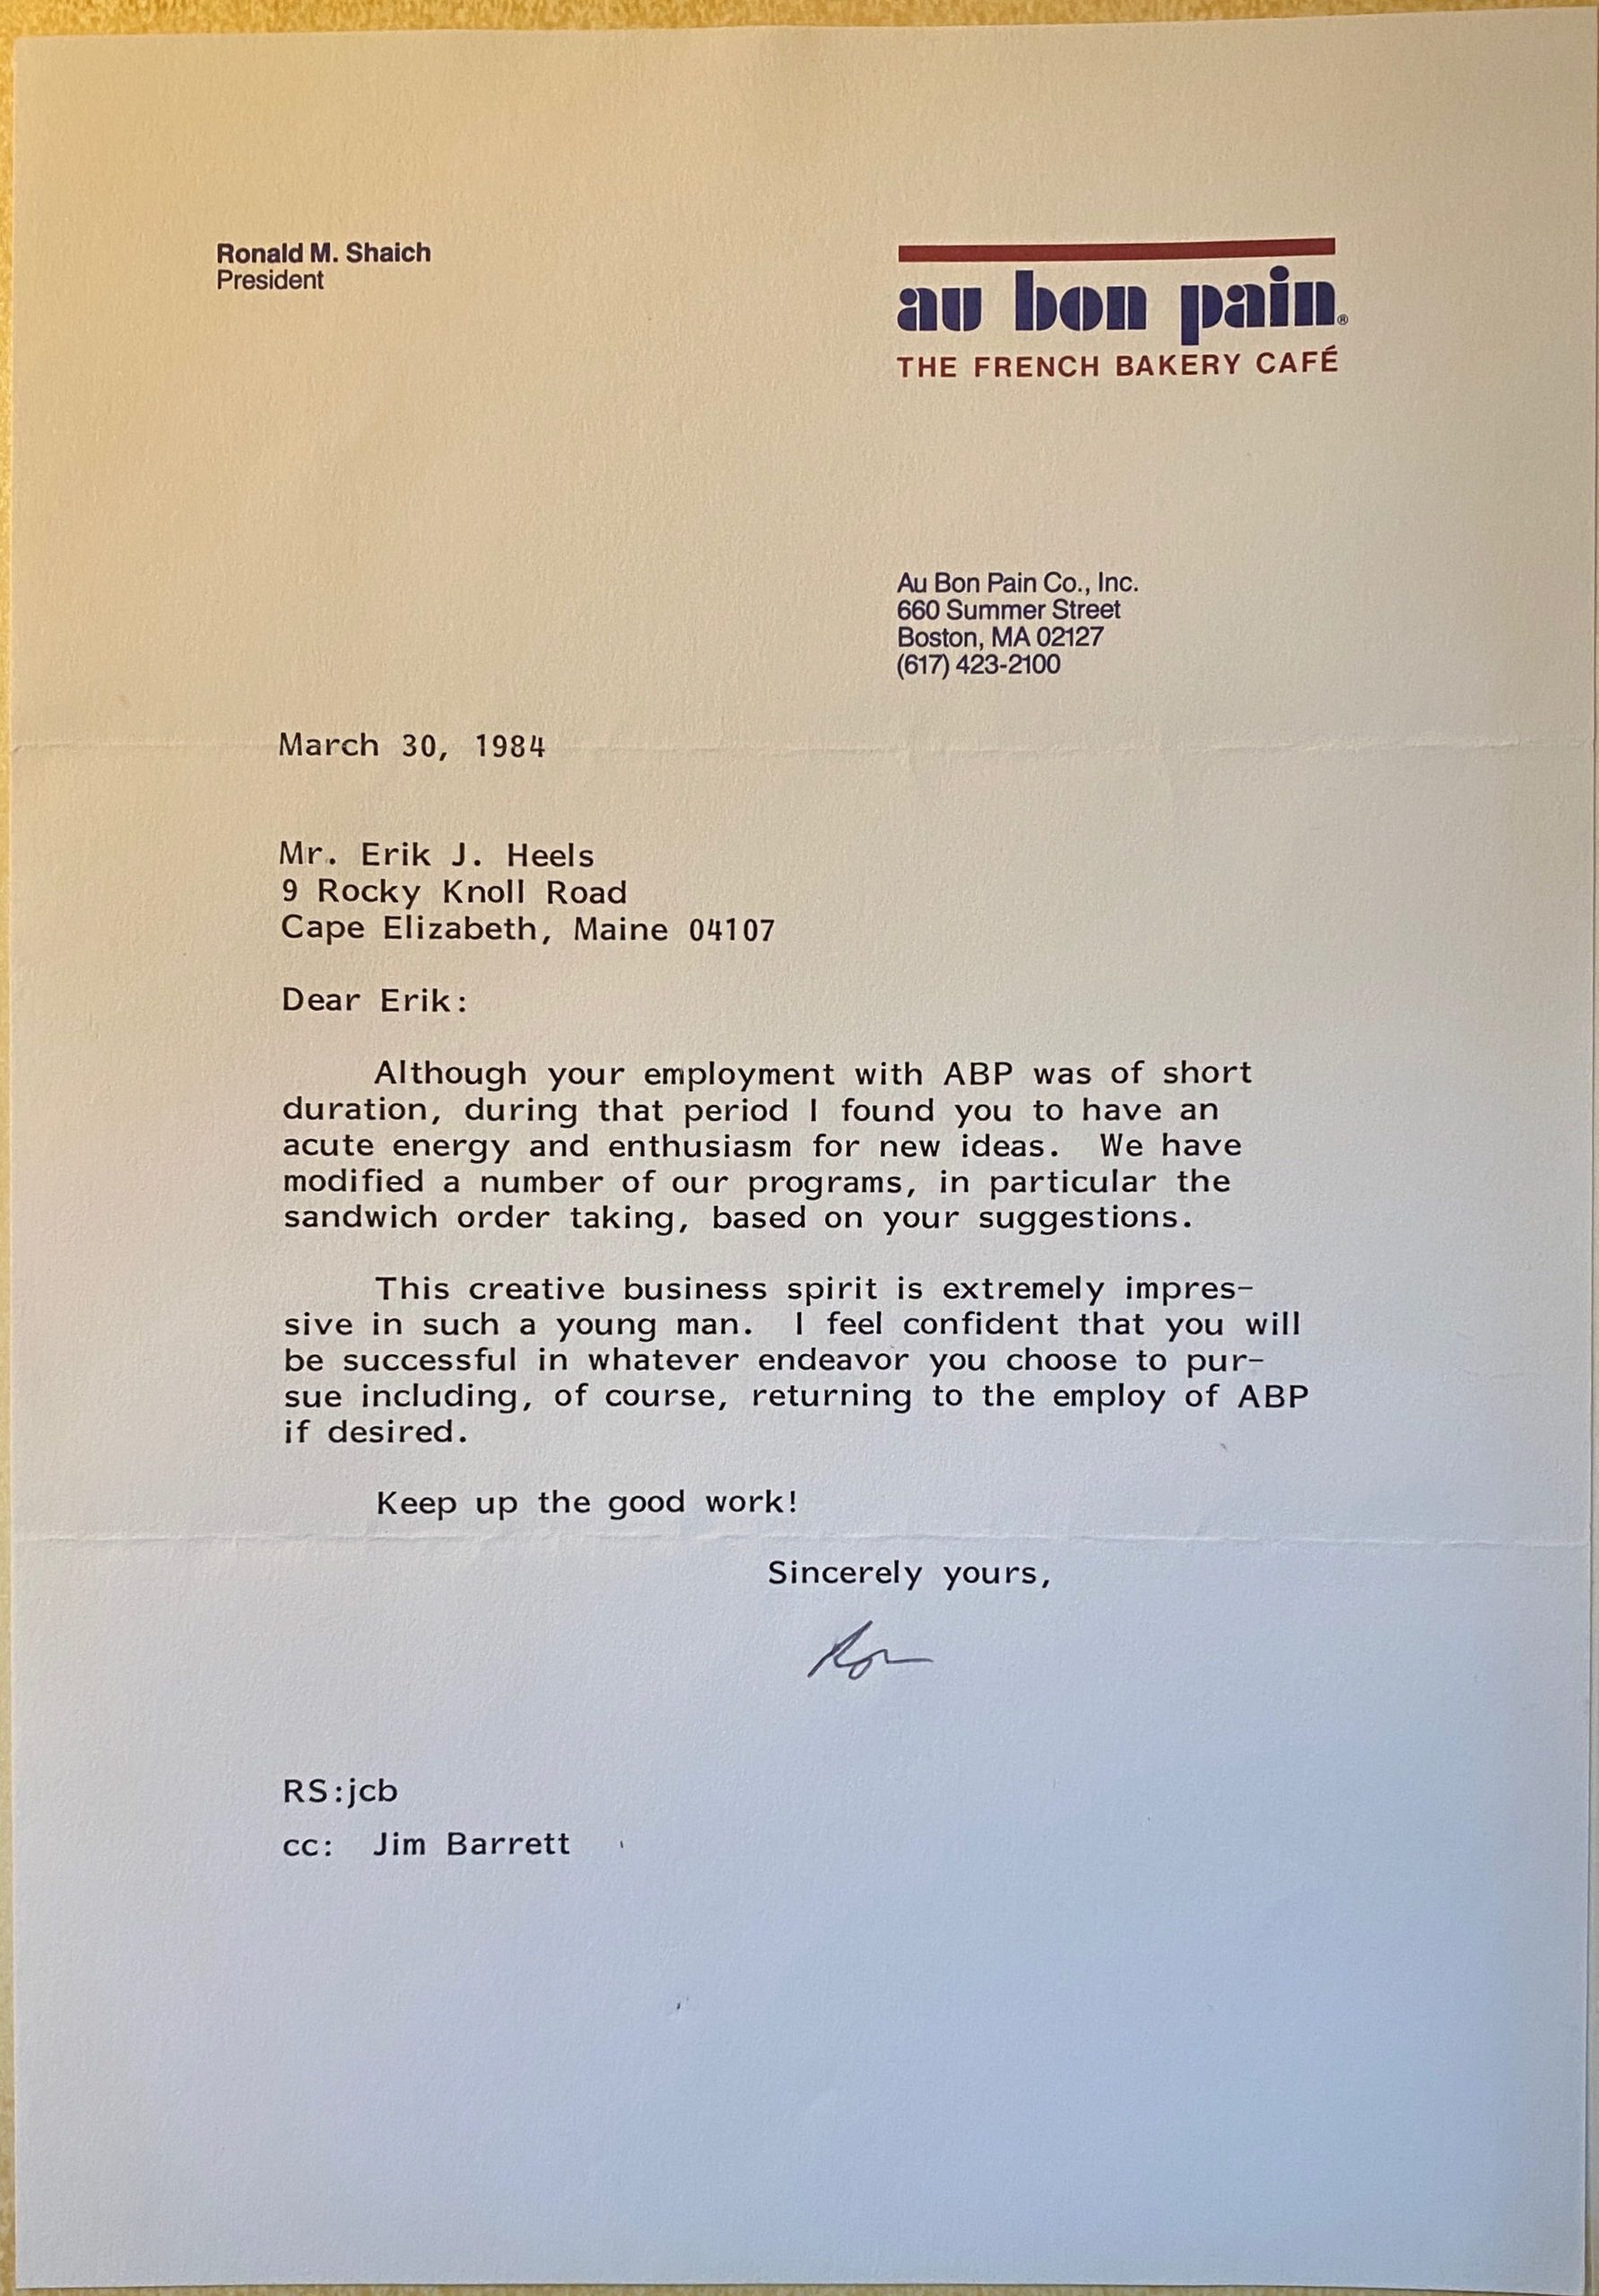 Ronald M. Shaich
President
au bon pain®
THE FRENCH BAKERY CAFÉ
Au Bon Pain Co., Inc.
660 Summer Street
Boston, MA 02127
(617) 423-2100
March 30, 1984
Mr. Erik J. Heels
9 Rocky Knoll Road
Cape Elizabeth, Maine 04107
Dear Erik:
Although your employment with ABP was of short
duration, during that period I found you to have an
acute energy and enthusiasm for new ideas. We have
modified a number of our programs, in particular the
sandwich order taking, based on your suggestions.
This creative business spirit is extremely impres-
sive in such a young man. I feel confident that you will
be successful in whatever endeavor you choose to pur-
sue including, of course, returning to the employ of ABP
if desired.
Keep up the good work!
Sincerely yours,
Ron
RS:jcb
cc: Jim Barrett